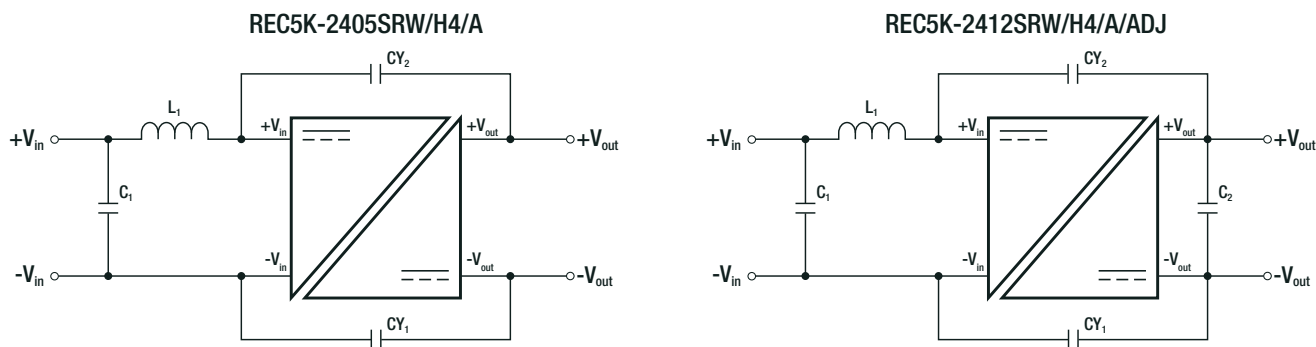 REC5K-2405SRW/H4/A
CY₂
L₁
+Vin
+Vin
+Vout
+Vout
C₁
-Vin
-Vin
-Vout
-Vout
CY₁
REC5K-2412SRW/H4/A/ADJ
CY₂
L₁
+Vin
+Vin
+Vout
+Vout
C₁
C₂
-Vin
-Vin
-Vout
-Vout
CY₁